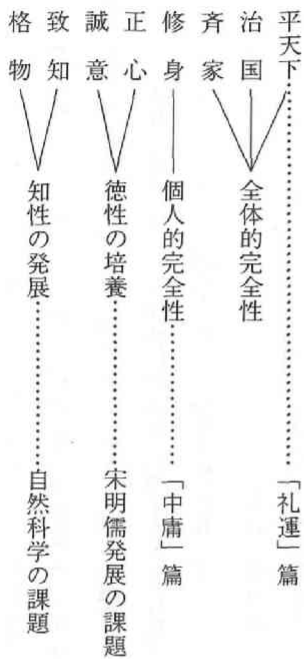 平天下……「礼運」篇
治国
斉家
全体的完全性
修身――個人的完全性……「中庸」篇
正心
誠意
徳性の培養……宋明儒発展の課題
致知
格物
知性の発展……自然科学の課題